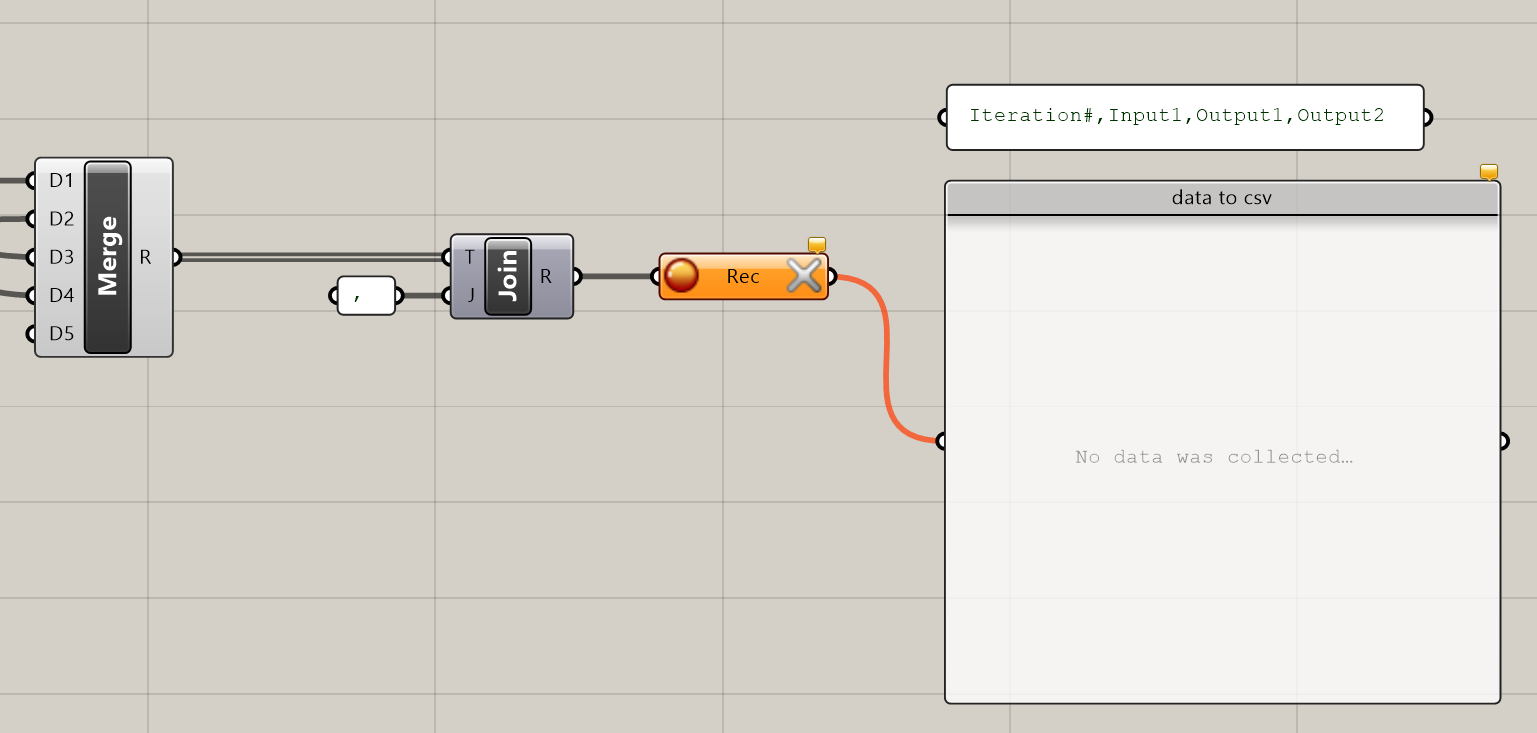 Iteration#,Input1,Output1,Output2
data to csv
No data was collected…
D1
D2
D3
D4
D5
Merge
R
,
T
J
Join
R
Rec